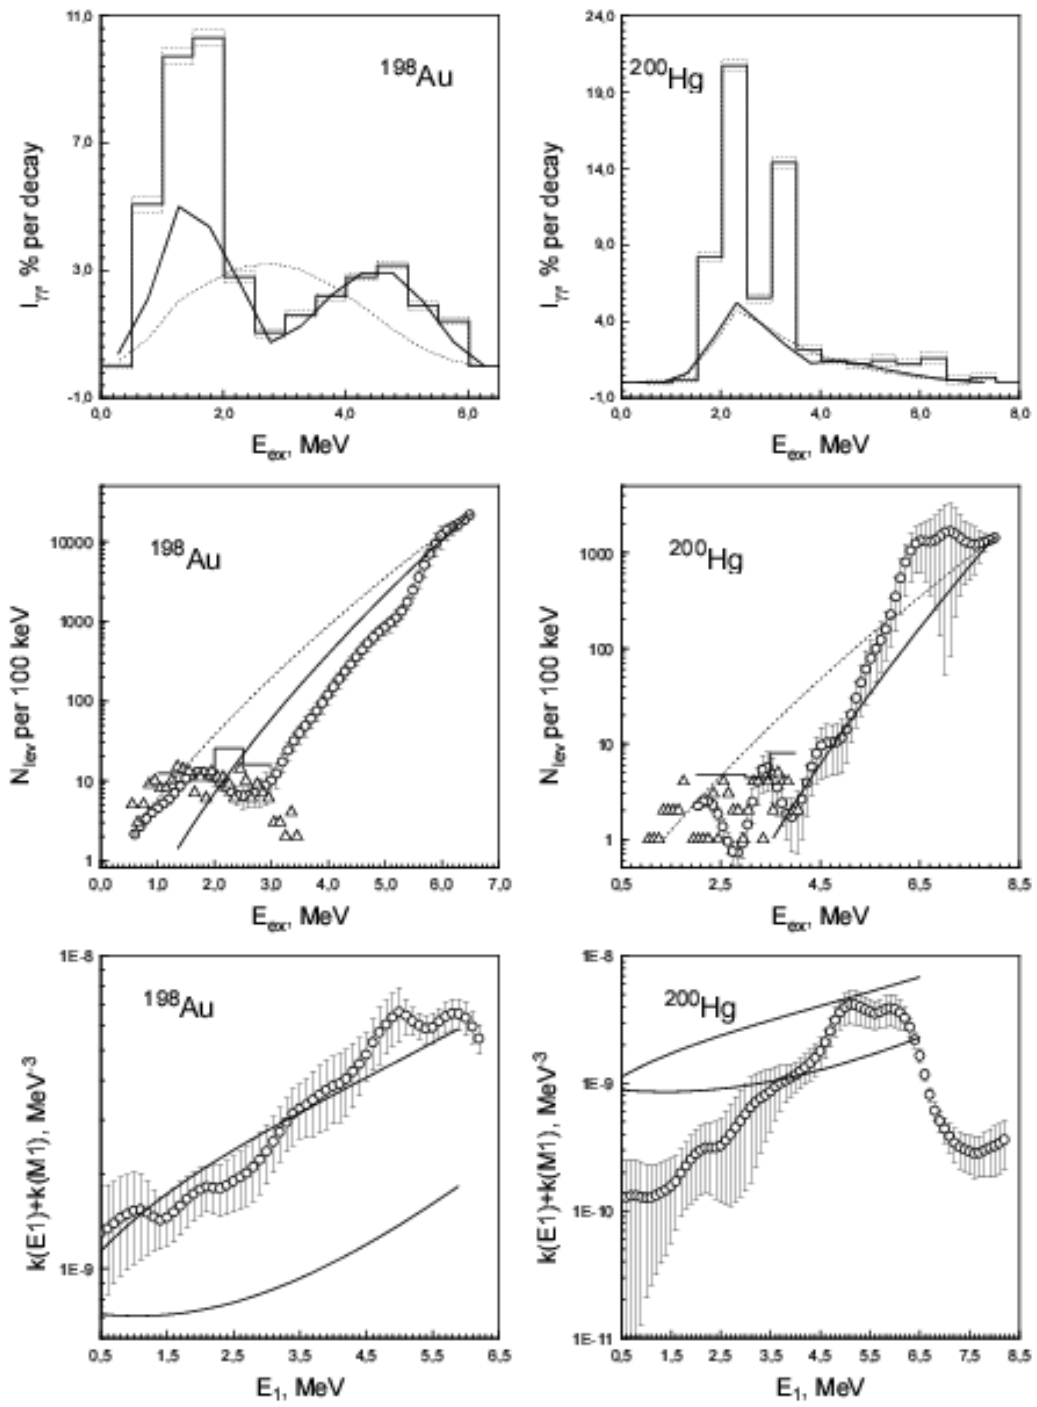 11,0
7,0
3,0
-1,0
I_γγ, % per decay
198Au
0,0 2,0 4,0 6,0
E_ex, MeV
24,0
19,0
14,0
9,0
4,0
-1,0
I_γγ, % per decay
200Hg
0,0 2,0 4,0 6,0 8,0
E_ex, MeV
10000
1000
100
10
1
N_lev per 100 keV
198Au
0,0 1,0 2,0 3,0 4,0 5,0 6,0 7,0
E_ex, MeV
1000
100
10
1
N_lev per 100 keV
200Hg
0,5 2,5 4,5 6,5 8,5
E_ex, MeV
1E-8
1E-9
k(E1)+k(M1), MeV-3
198Au
0,5 1,5 2,5 3,5 4,5 5,5 6,5
E1, MeV
1E-8
1E-9
1E-10
1E-11
k(E1)+k(M1), MeV-3
200Hg
0,5 1,5 2,5 3,5 4,5 5,5 6,5 7,5 8,5
E1, MeV